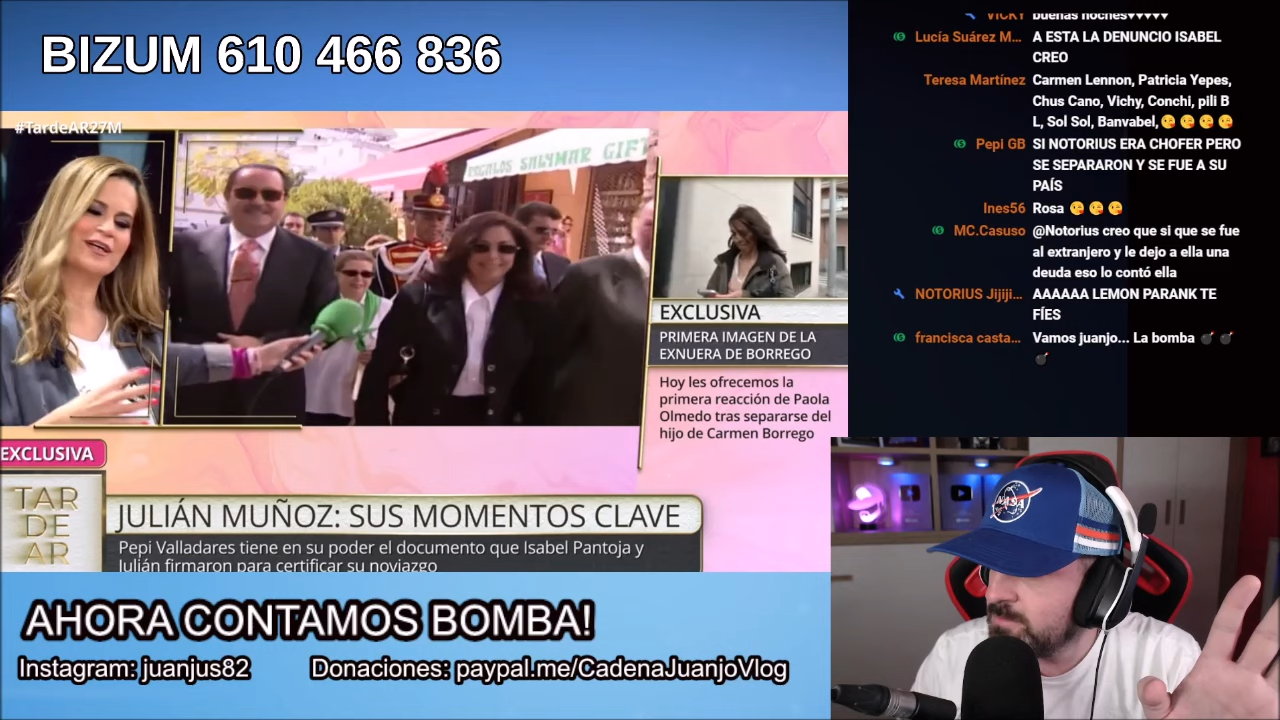 BIZUM 610 466 836
#TardeAR27M
REGALOS SALYMAR GIFT
EXCLUSIVA
PRIMERA IMAGEN DE LA
EXNUERA DE BORREGO
Hoy les ofrecemos la
primera reacción de Paola
Olmedo tras separarse del
hijo de Carmen Borrego
EXCLUSIVA
TAR
DE
AR
JULIÁN MUÑOZ: SUS MOMENTOS CLAVE
Pepi Valladares tiene en su poder el documento que Isabel Pantoja y
Julián firmaron para certificar su noviazgo
AHORA CONTAMOS BOMBA!
Instagram: juanjus82 Donaciones: paypal.me/CadenaJuanjoVlog
VICKY buenas noches♥♥♥♥♥
Lucía Suárez M... A ESTA LA DENUNCIO ISABEL
CREO
Teresa Martínez Carmen Lennon, Patricia Yepes,
Chus Cano, Vichy, Conchi, pili B
L, Sol Sol, Banvabel,😘 😘 😘 😘
Pepi GB SI NOTORIUS ERA CHOFER PERO
SE SEPARARON Y SE FUE A SU
PAÍS
Ines56 Rosa 😘 😘 😘
MC.Casuso @Notorius creo que si que se fue
al extranjero y le dejo a ella una
deuda eso lo contó ella
NOTORIUS Jijiji... AAAAAA LEMON PARANK TE
FÍES
francisca casta... Vamos juanjo... La bomba 💣 💣
💣
NASA